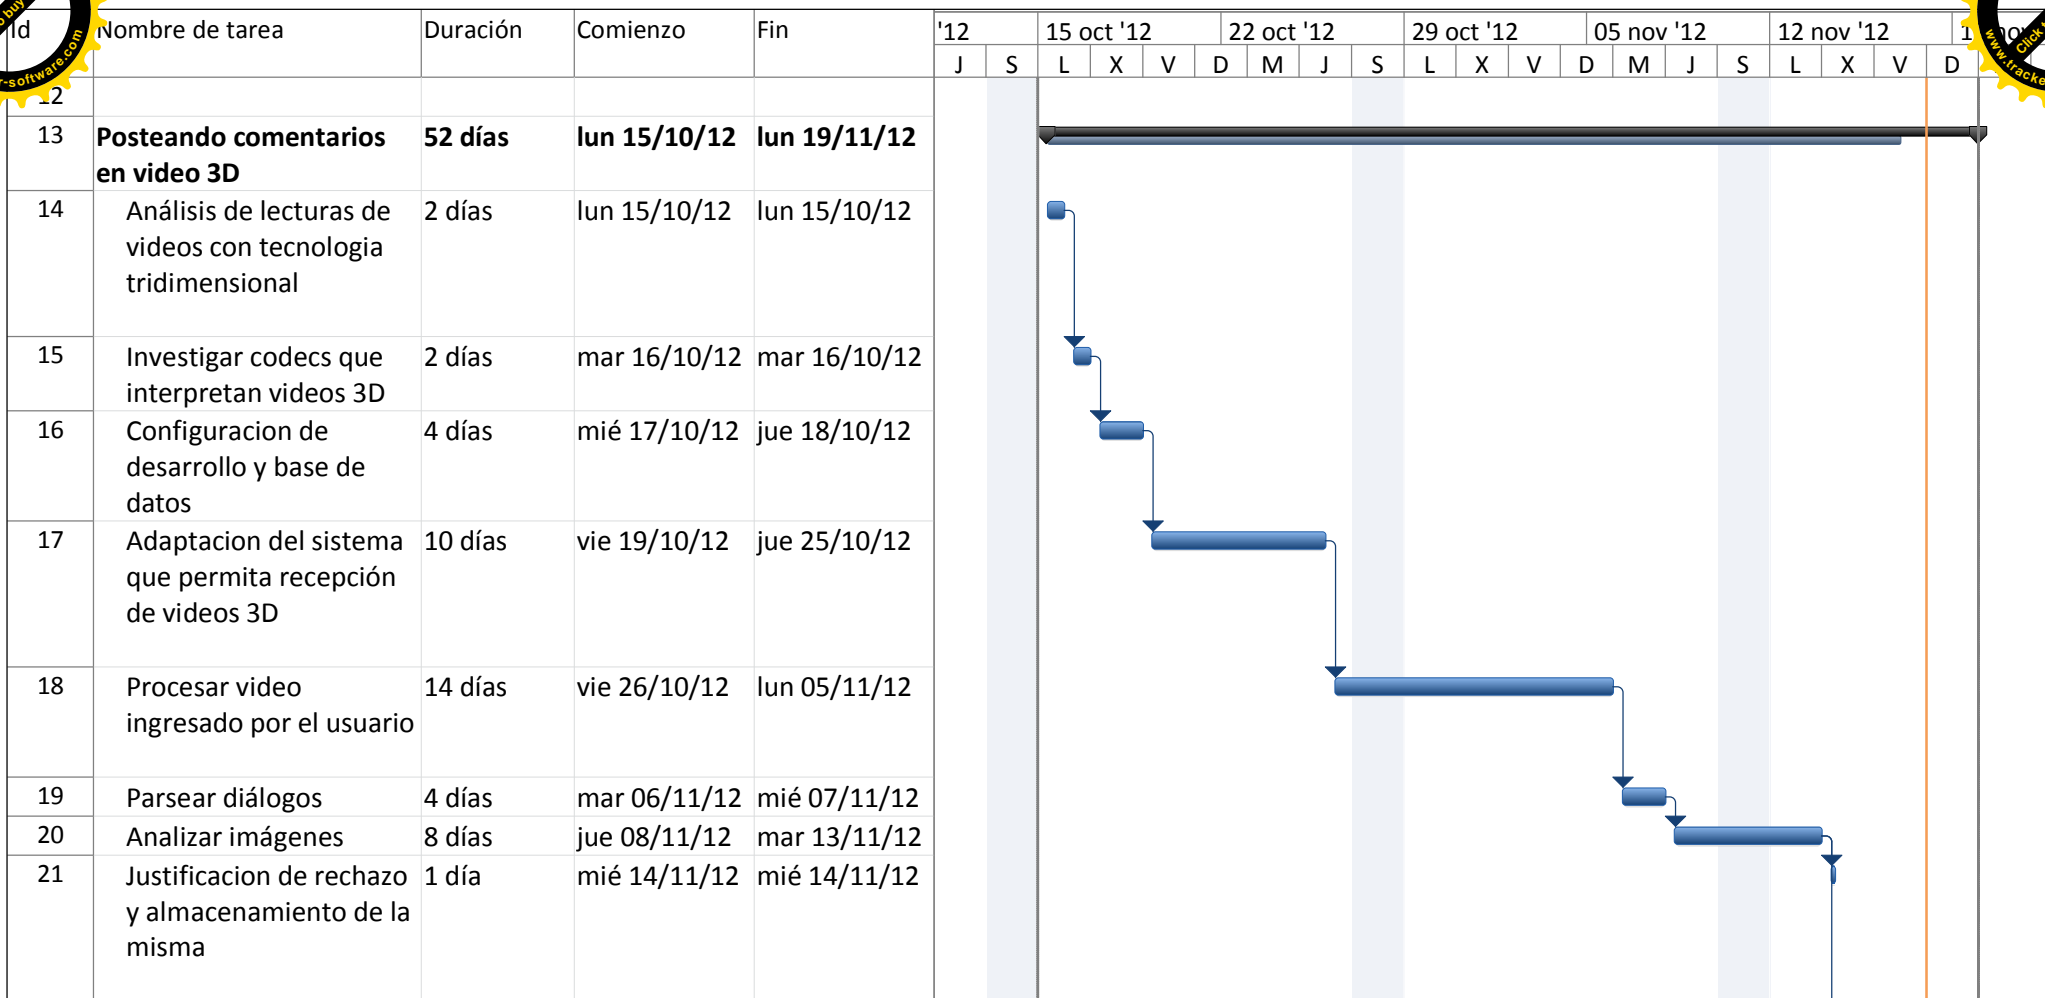 Id Nombre de tarea Duración Comienzo Fin '12 15 oct '12 22 oct '12 29 oct '12 05 nov '12 12 nov '12
J S L X V D M J S L X V D M J S L X V D
12
13 Posteando comentarios en video 3D 52 días lun 15/10/12 lun 19/11/12
14 Análisis de lecturas de videos con tecnologia tridimensional 2 días lun 15/10/12 lun 15/10/12
15 Investigar codecs que interpretan videos 3D 2 días mar 16/10/12 mar 16/10/12
16 Configuracion de desarrollo y base de datos 4 días mié 17/10/12 jue 18/10/12
17 Adaptacion del sistema que permita recepción de videos 3D 10 días vie 19/10/12 jue 25/10/12
18 Procesar video ingresado por el usuario 14 días vie 26/10/12 lun 05/11/12
19 Parsear diálogos 4 días mar 06/11/12 mié 07/11/12
20 Analizar imágenes 8 días jue 08/11/12 mar 13/11/12
21 Justificacion de rechazo y almacenamiento de la misma 1 día mié 14/11/12 mié 14/11/12